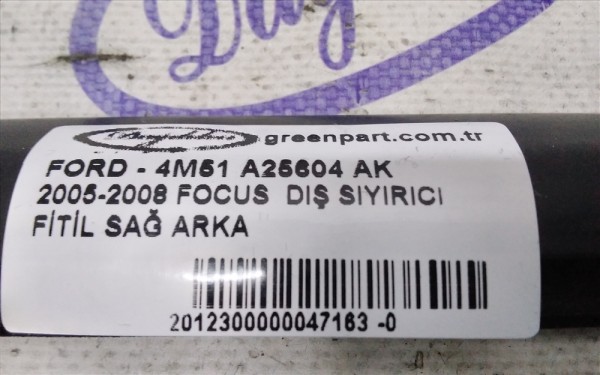 greenpart.com.tr
FORD - 4M51 A25604 AK
2005-2008 FOCUS DIŞ SIYIRICI
FİTİL SAĞ ARKA
2012300000047163 -0